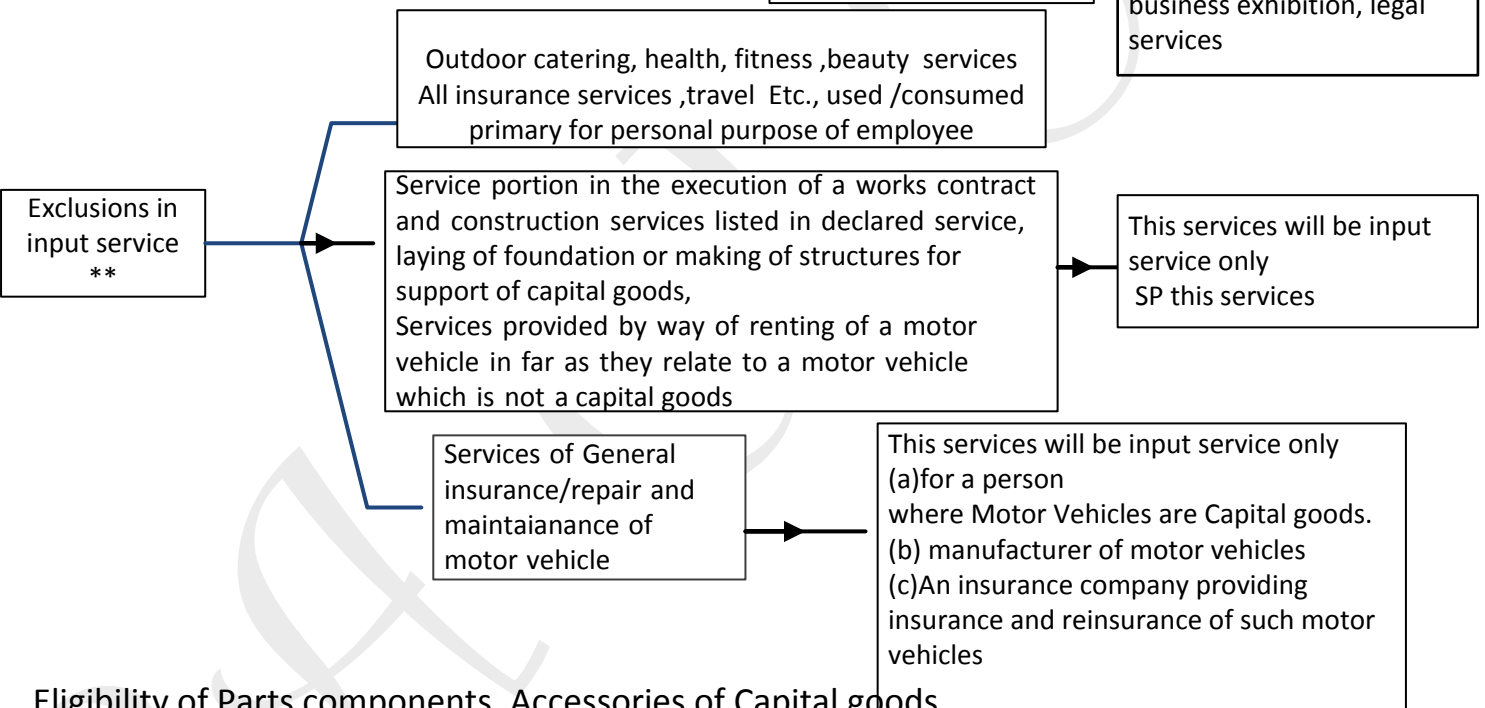 business exhibition, legal
services
Outdoor catering, health, fitness ,beauty services
All insurance services ,travel Etc., used /consumed
primary for personal purpose of employee
Exclusions in
input service
**
Service portion in the execution of a works contract
and construction services listed in declared service,
laying of foundation or making of structures for
support of capital goods,
Services provided by way of renting of a motor
vehicle in far as they relate to a motor vehicle
which is not a capital goods
This services will be input
service only
SP this services
Services of General
insurance/repair and
maintaianance of
motor vehicle
This services will be input service only
(a)for a person
where Motor Vehicles are Capital goods.
(b) manufacturer of motor vehicles
(c)An insurance company providing
insurance and reinsurance of such motor
vehicles
Eligibility of Parts components, Accessories of Capital goods